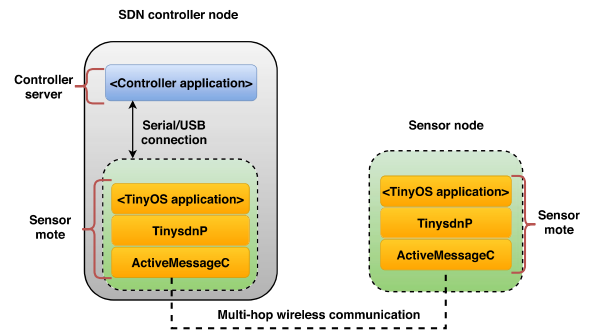 SDN controller node
Controller
server
<Controller application>
Serial/USB
connection
Sensor node
Sensor
mote
<TinyOS application>
TinysdnP
ActiveMessageC
<TinyOS application>
TinysdnP
ActiveMessageC
Sensor
mote
Multi-hop wireless communication